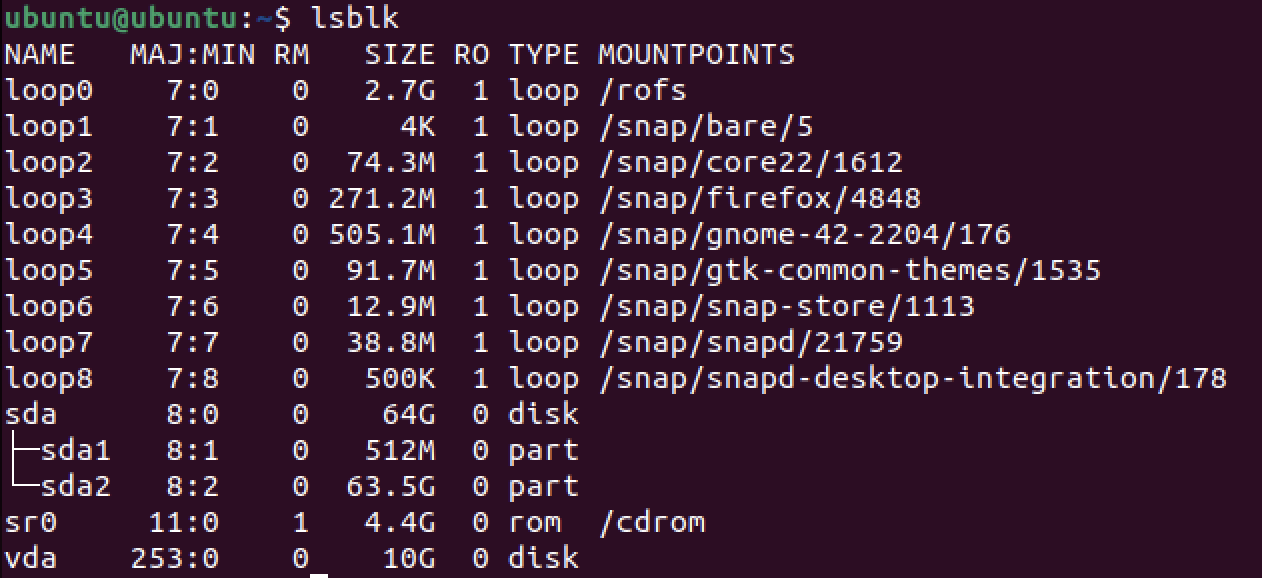 ubuntu@ubuntu:~$ lsblk
NAME   MAJ:MIN RM   SIZE RO TYPE MOUNTPOINTS
loop0    7:0    0   2.7G  1 loop /rofs
loop1    7:1    0     4K  1 loop /snap/bare/5
loop2    7:2    0  74.3M  1 loop /snap/core22/1612
loop3    7:3    0 271.2M  1 loop /snap/firefox/4848
loop4    7:4    0 505.1M  1 loop /snap/gnome-42-2204/176
loop5    7:5    0  91.7M  1 loop /snap/gtk-common-themes/1535
loop6    7:6    0  12.9M  1 loop /snap/snap-store/1113
loop7    7:7    0  38.8M  1 loop /snap/snapd/21759
loop8    7:8    0   500K  1 loop /snap/snapd-desktop-integration/178
sda      8:0    0    64G  0 disk
├─sda1   8:1    0   512M  0 part
└─sda2   8:2    0  63.5G  0 part
sr0     11:0    1   4.4G  0 rom  /cdrom
vda    253:0    0    10G  0 disk